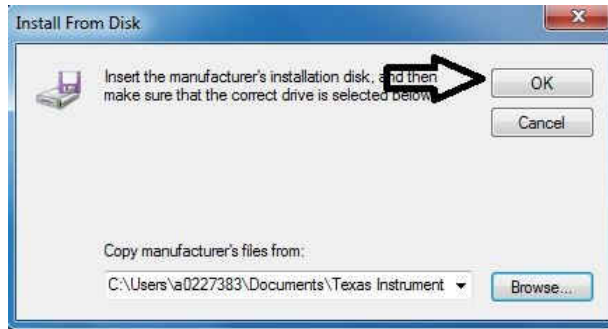 Install From Disk
Insert the manufacturer's installation disk, and then
make sure that the correct drive is selected below.
OK
Cancel
Copy manufacturer's files from:
C:\Users\a0227383\Documents\Texas Instrument
Browse...